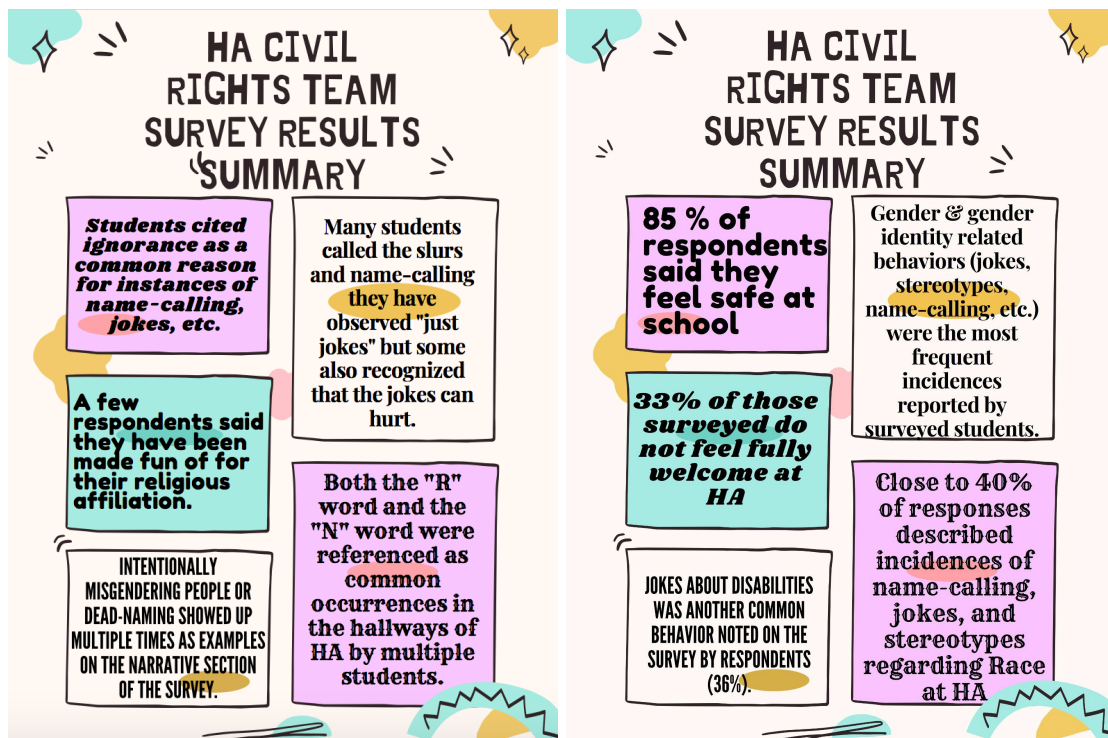 HA CIVIL
RIGHTS TEAM
SURVEY RESULTS
SUMMARY
Students cited
ignorance as a
common reason
for instances of
name-calling,
jokes, etc.
Many students
called the slurs
and name-calling
they have
observed "just
jokes" but some
also recognized
that the jokes can
hurt.
A few
respondents said
they have been
made fun of for
their religious
affiliation.
Both the "R"
word and the
"N" word were
referenced as
common
occurrences in
the hallways of
HA by multiple
students.
INTENTIONALLY
MISGENDERING PEOPLE OR
DEAD-NAMING SHOWED UP
MULTIPLE TIMES AS EXAMPLES
ON THE NARRATIVE SECTION
OF THE SURVEY.
HA CIVIL
RIGHTS TEAM
SURVEY RESULTS
SUMMARY
85 % of
respondents
said they
feel safe at
school
Gender & gender
identity related
behaviors (jokes,
stereotypes,
name-calling, etc.)
were the most
frequent
incidences
reported by
surveyed students.
33% of those
surveyed do
not feel fully
welcome at
HA
Close to 40%
of responses
described
incidences of
name-calling,
jokes, and
stereotypes
regarding Race
at HA
JOKES ABOUT DISABILITIES
WAS ANOTHER COMMON
BEHAVIOR NOTED ON THE
SURVEY BY RESPONDENTS
(36%).